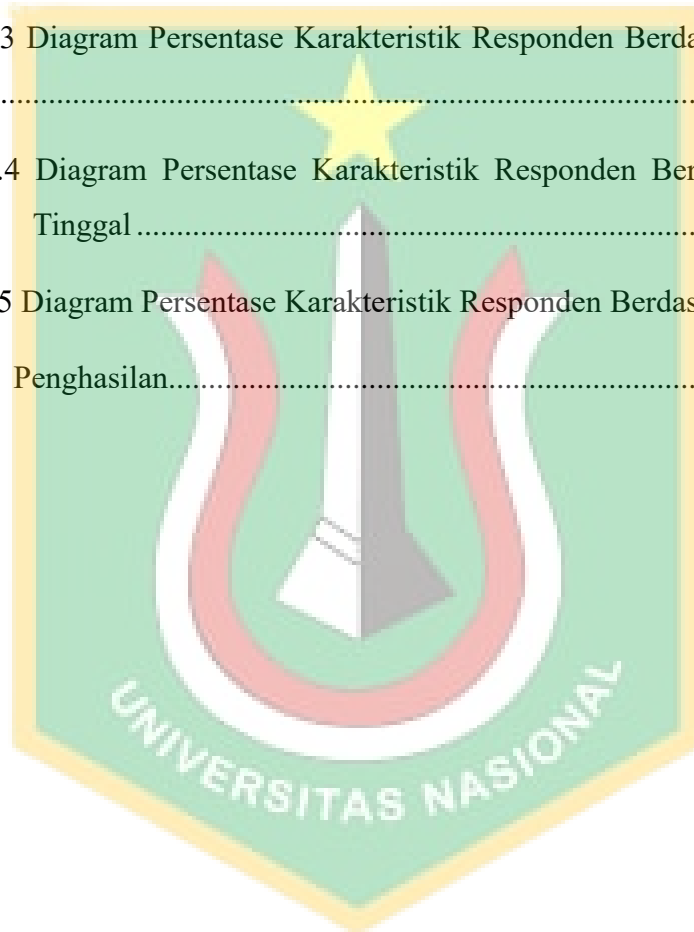 3 Diagram Persentase Karakteristik Responden Berda
........................................................................................
.4 Diagram Persentase Karakteristik Responden Ber
Tinggal.......................................................................
5 Diagram Persentase Karakteristik Responden Berdas
Penghasilan..................................................................
UNIVERSITAS NASIONAL